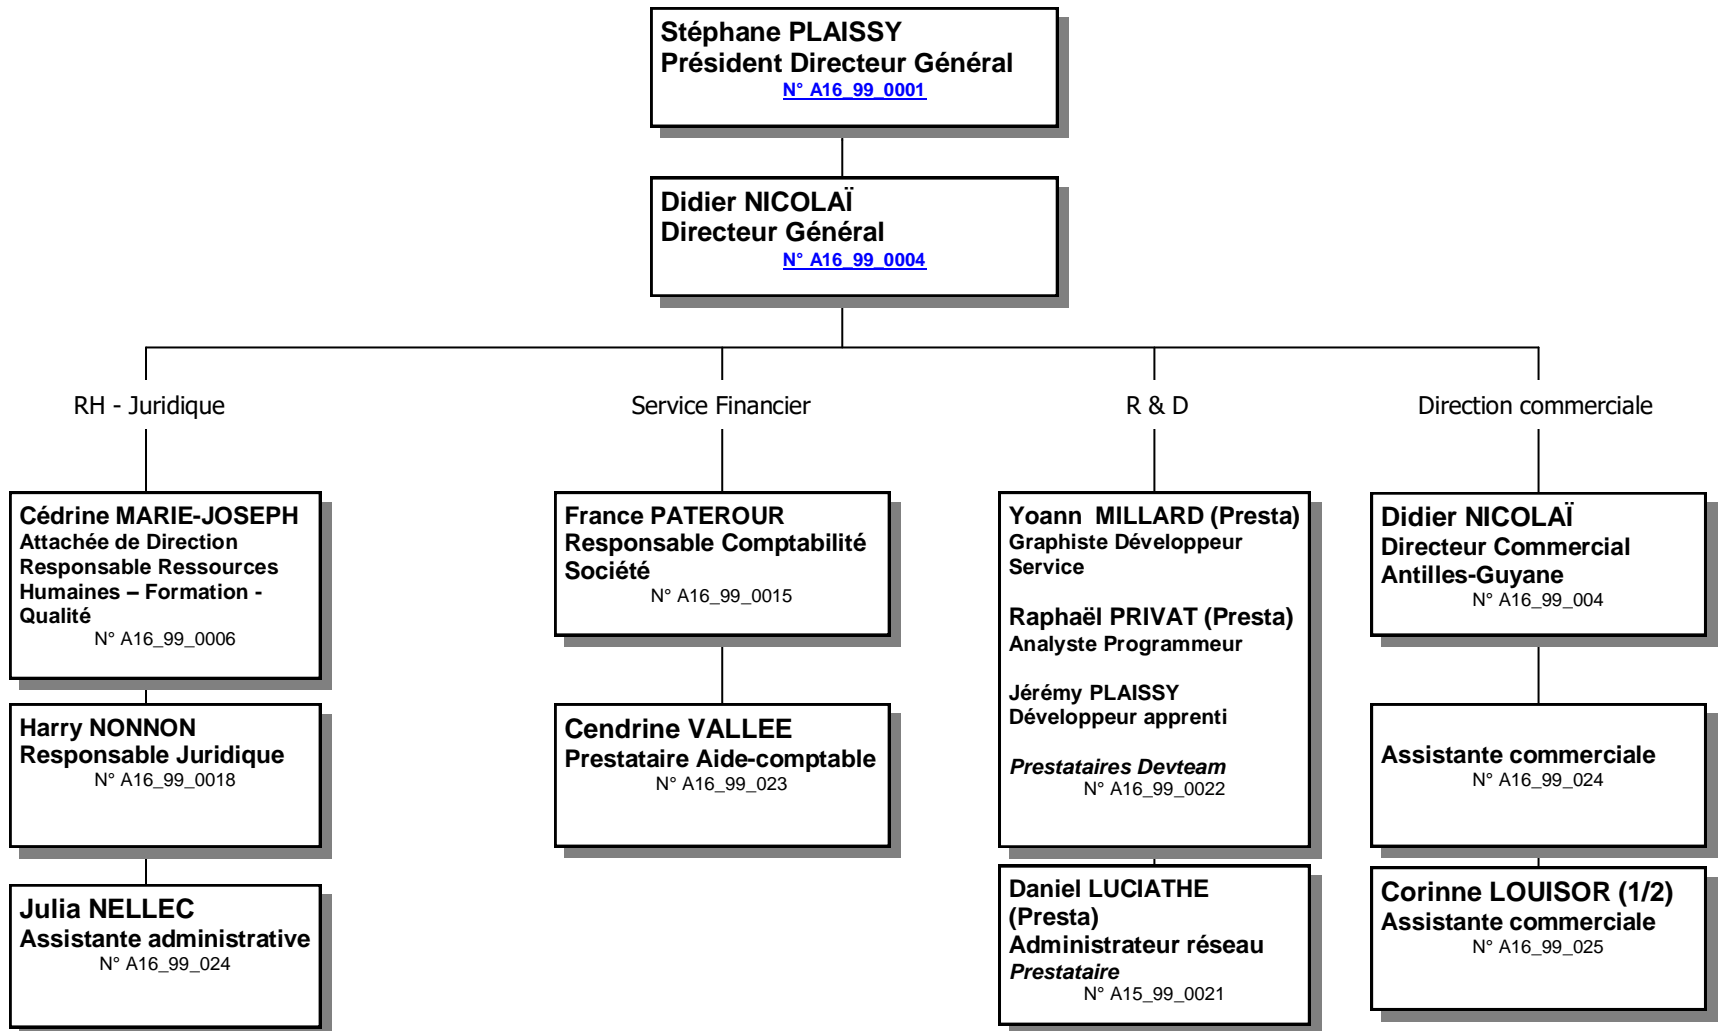 Stéphane PLAISSY
Président Directeur Général
N° A16_99_0001
Didier NICOLAÏ
Directeur Général
N° A16_99_0004
RH - Juridique
Service Financier
R & D
Direction commerciale
Cédrine MARIE-JOSEPH
Attachée de Direction
Responsable Ressources
Humaines – Formation -
Qualité
N° A16_99_0006
Harry NONNON
Responsable Juridique
N° A16_99_0018
Julia NELLEC
Assistante administrative
N° A16_99_024
France PATEROUR
Responsable Comptabilité
Société
N° A16_99_0015
Cendrine VALLEE
Prestataire Aide-comptable
N° A16_99_023
Yoann  MILLARD (Presta)
Graphiste Développeur
Service
Raphaël PRIVAT (Presta)
Analyste Programmeur
Jérémy PLAISSY
Développeur apprenti
Prestataires Devteam
N° A16_99_0022
Daniel LUCIATHE
(Presta)
Administrateur réseau
Prestataire
N° A15_99_0021
Didier NICOLAÏ
Directeur Commercial
Antilles-Guyane
N° A16_99_004
Assistante commerciale
N° A16_99_024
Corinne LOUISOR (1/2)
Assistante commerciale
N° A16_99_025